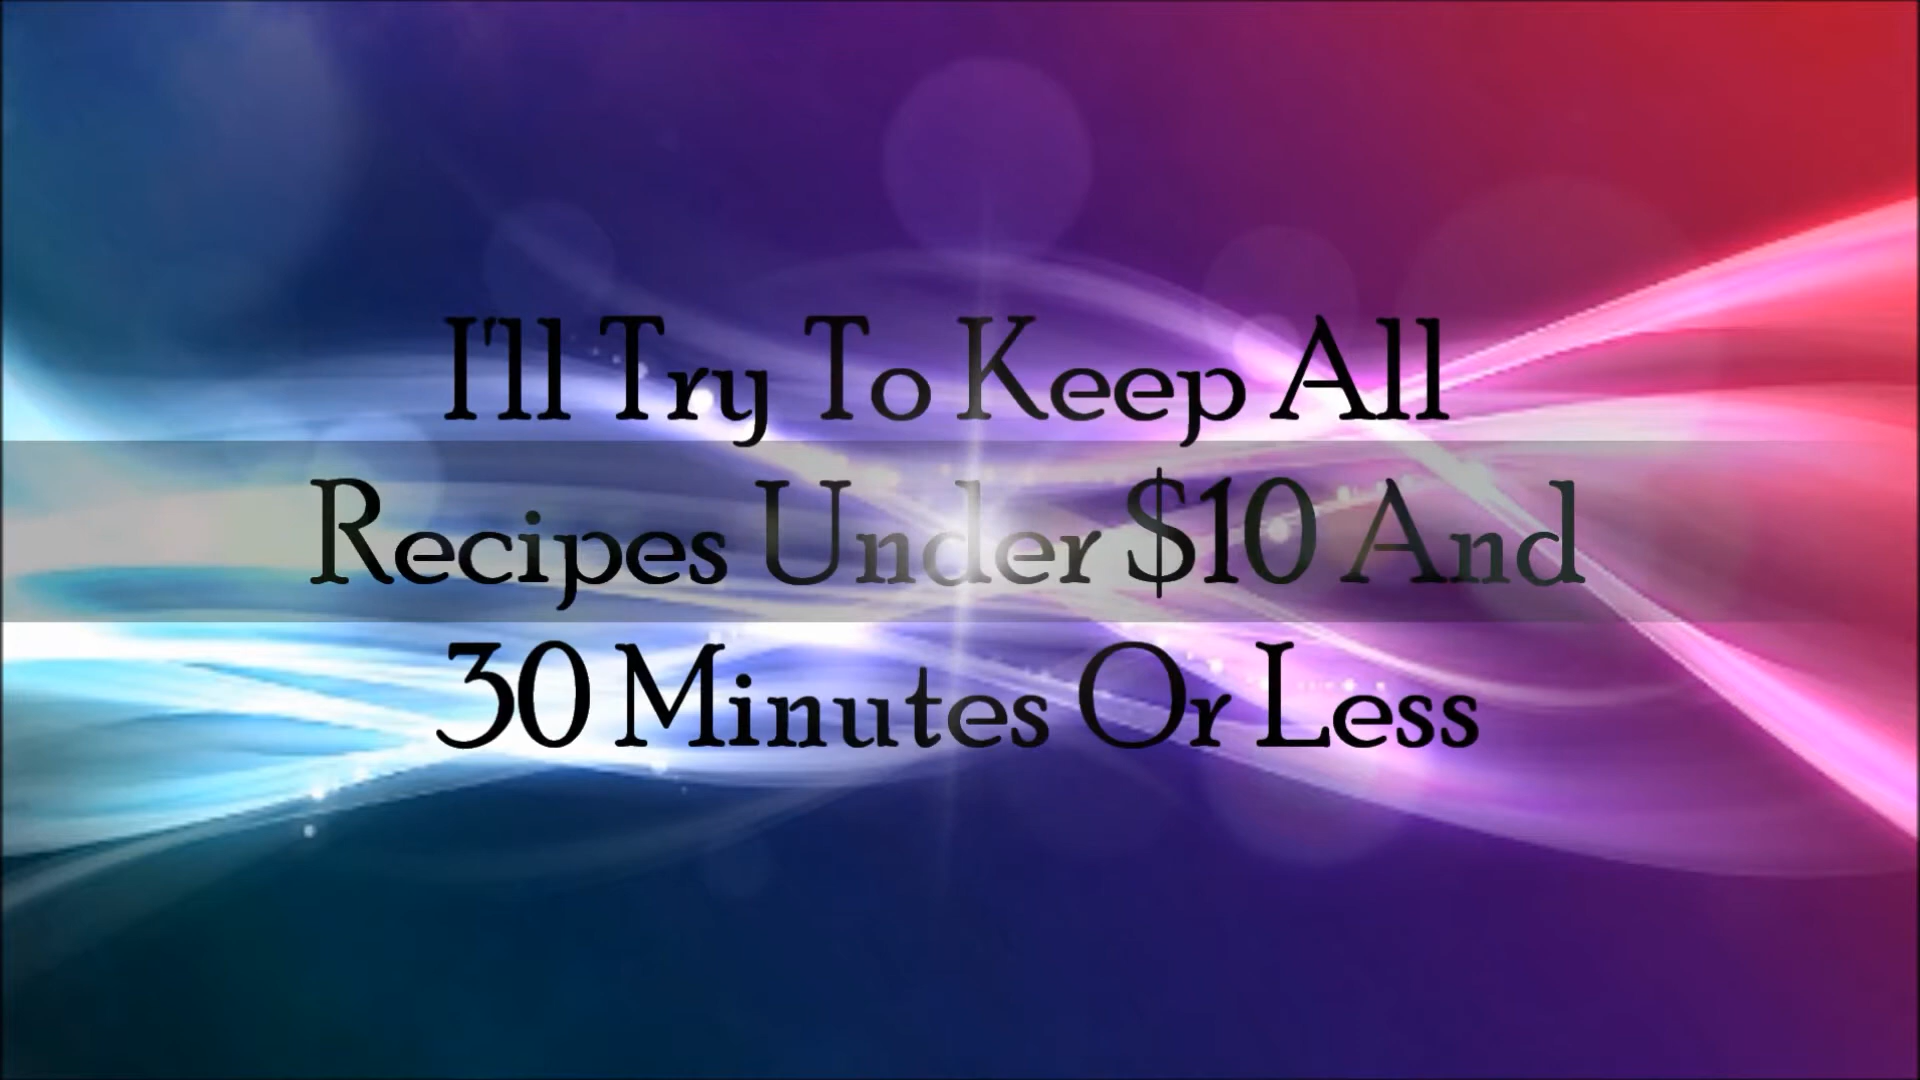 I'll Try To Keep All
Recipes Under $10 And
30 Minutes Or Less